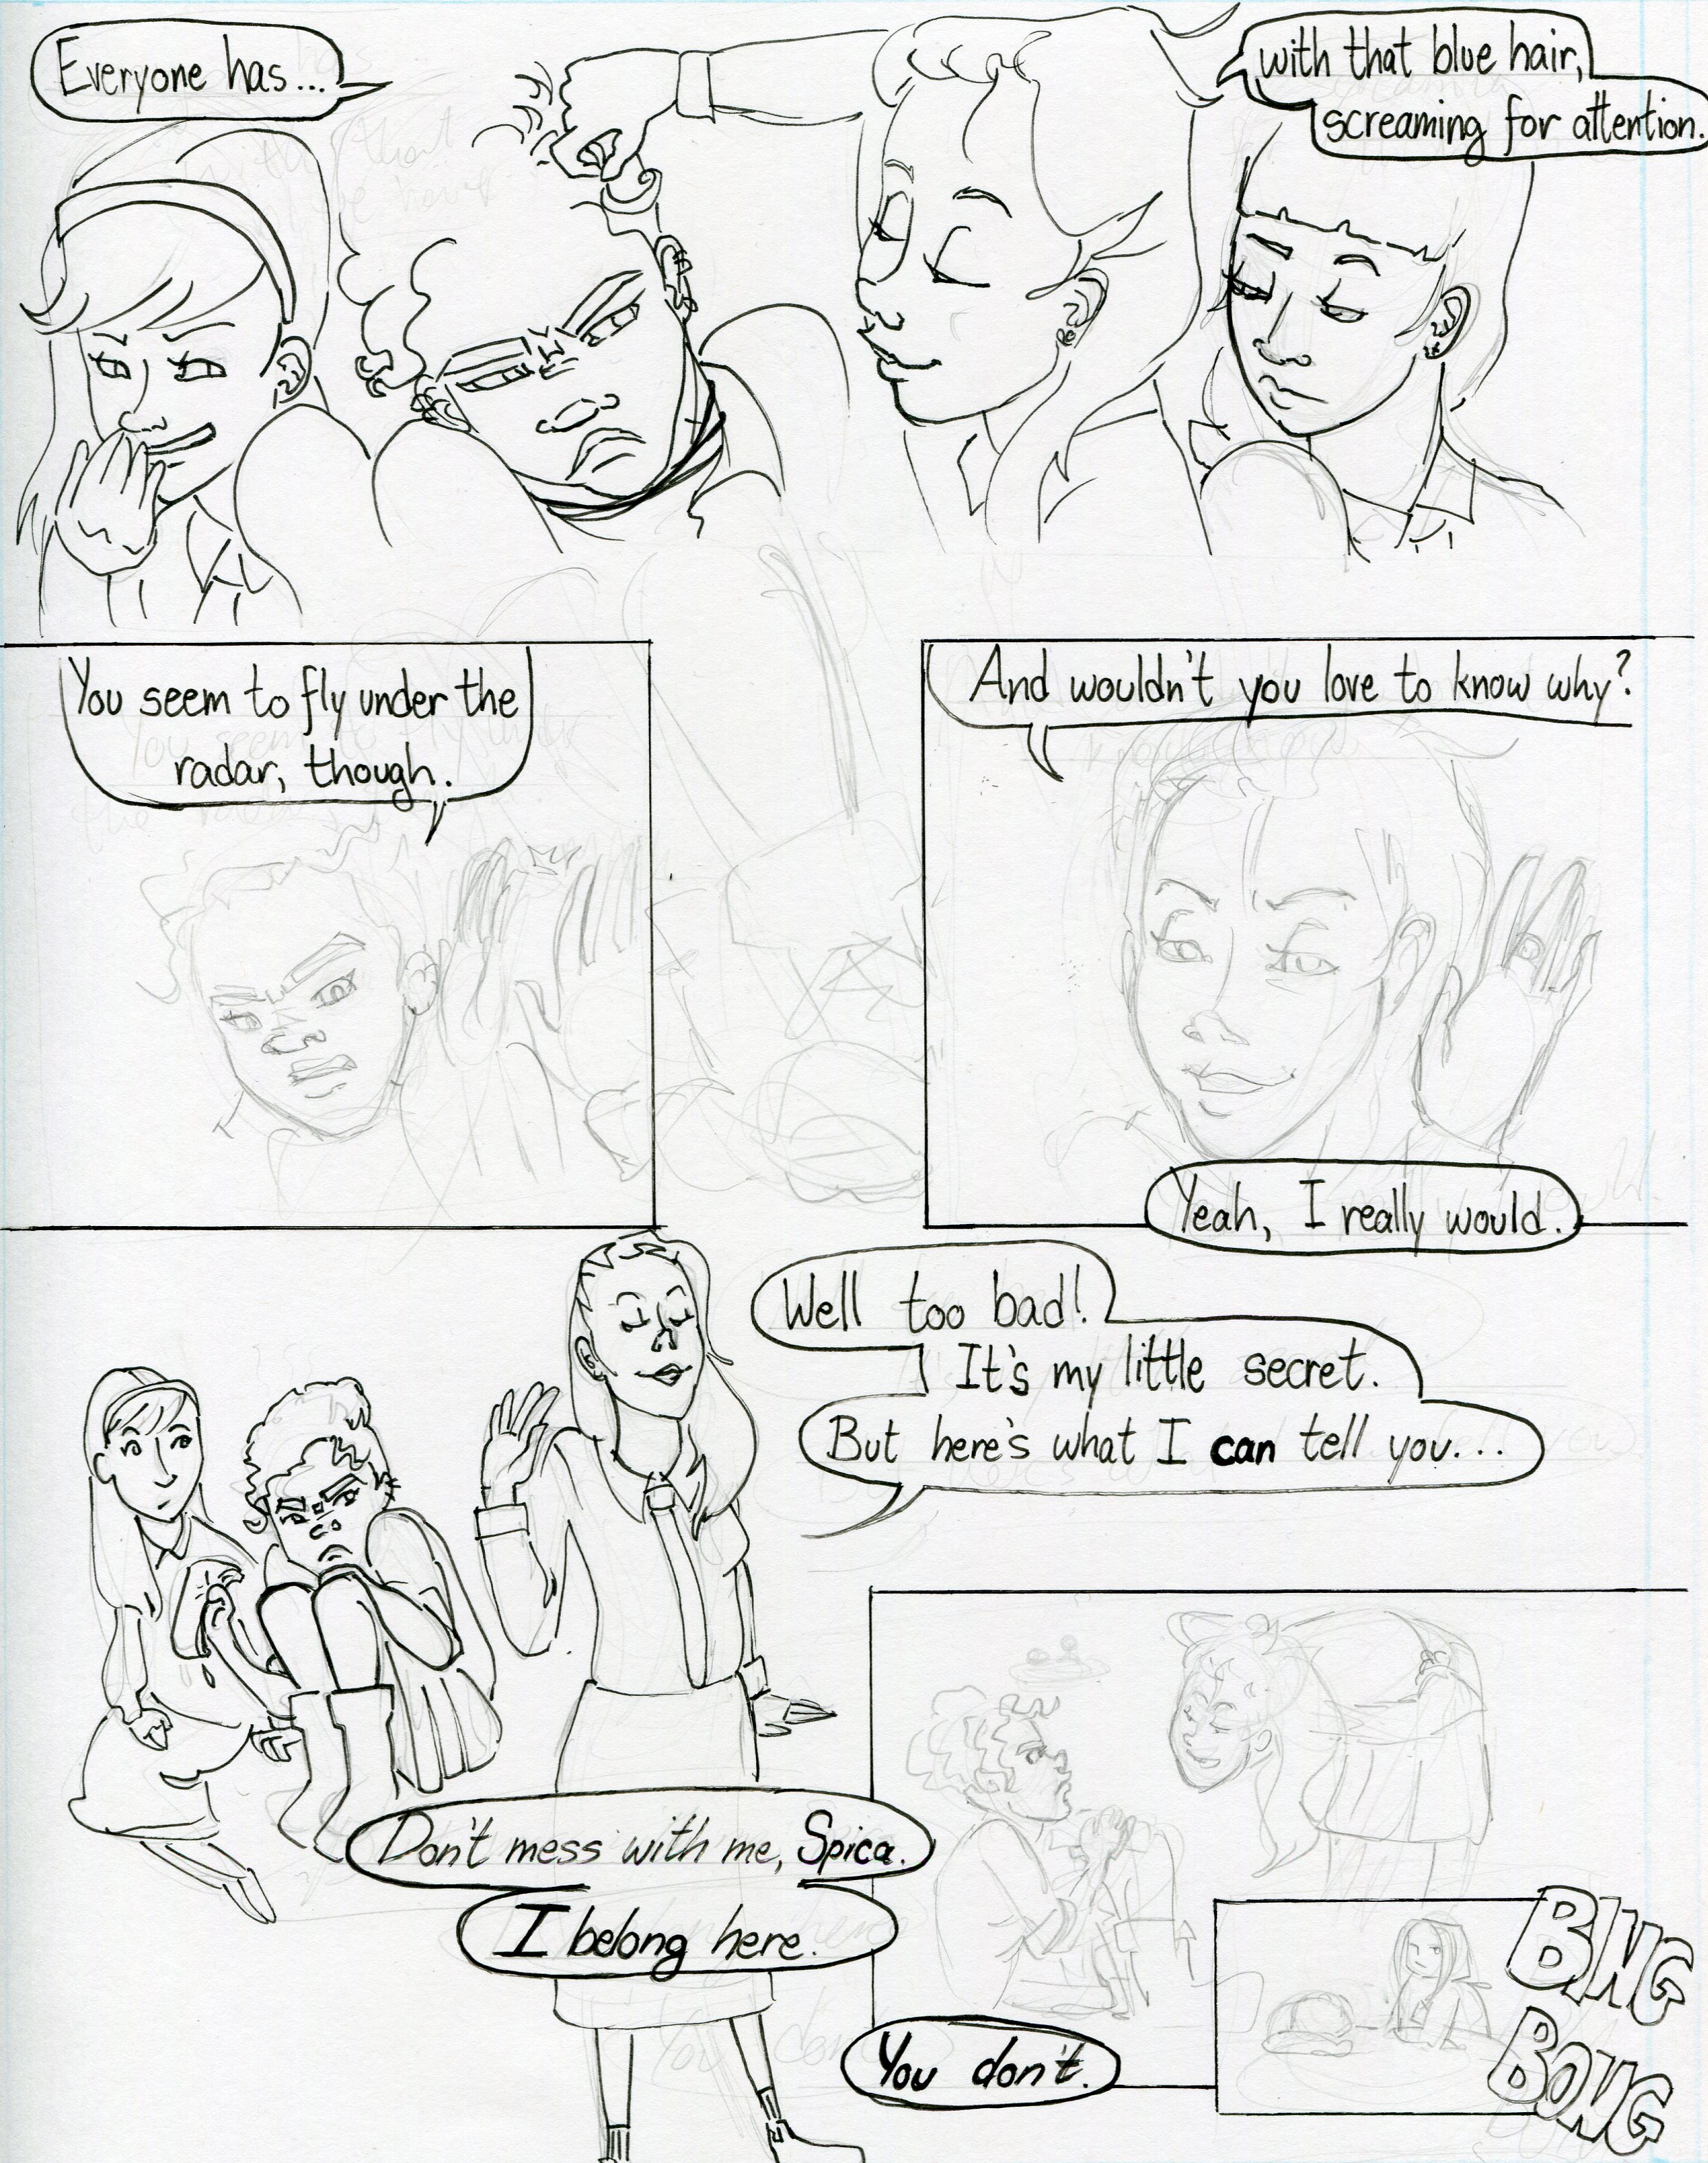 Everyone has...
with that blue hair,
screaming for attention.
You seem to fly under the
radar, though.
And wouldn't you love to know why?
Yeah, I really would.
Well too bad!
It's my little secret.
But here's what I can tell you...
Don't mess with me, Spica.
I belong here.
You don't.
BING
BONG